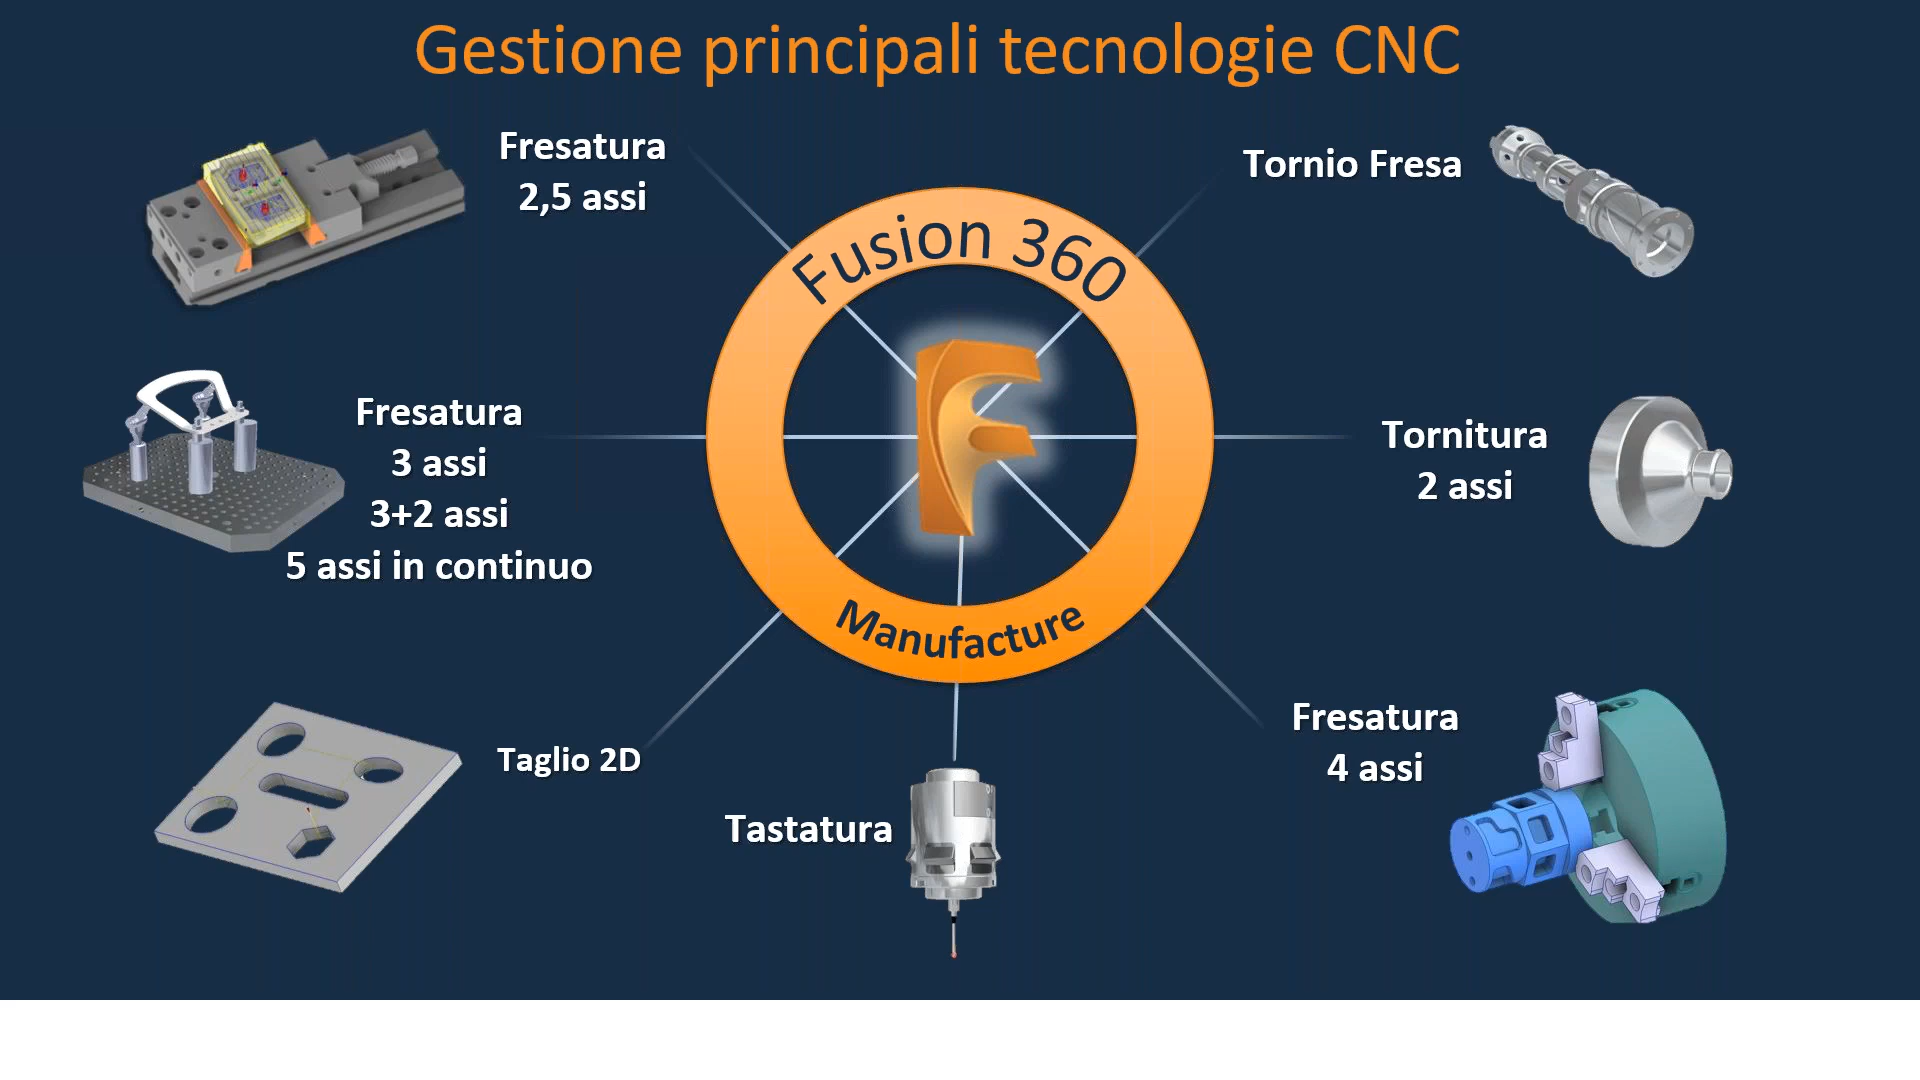 Gestione principali tecnologie CNC
Fresatura
2,5 assi
Tornio Fresa
Fusion 360
Fresatura
3 assi
3+2 assi
5 assi in continuo
Tornitura
2 assi
Manufacture
Taglio 2D
Tastatura
Fresatura
4 assi